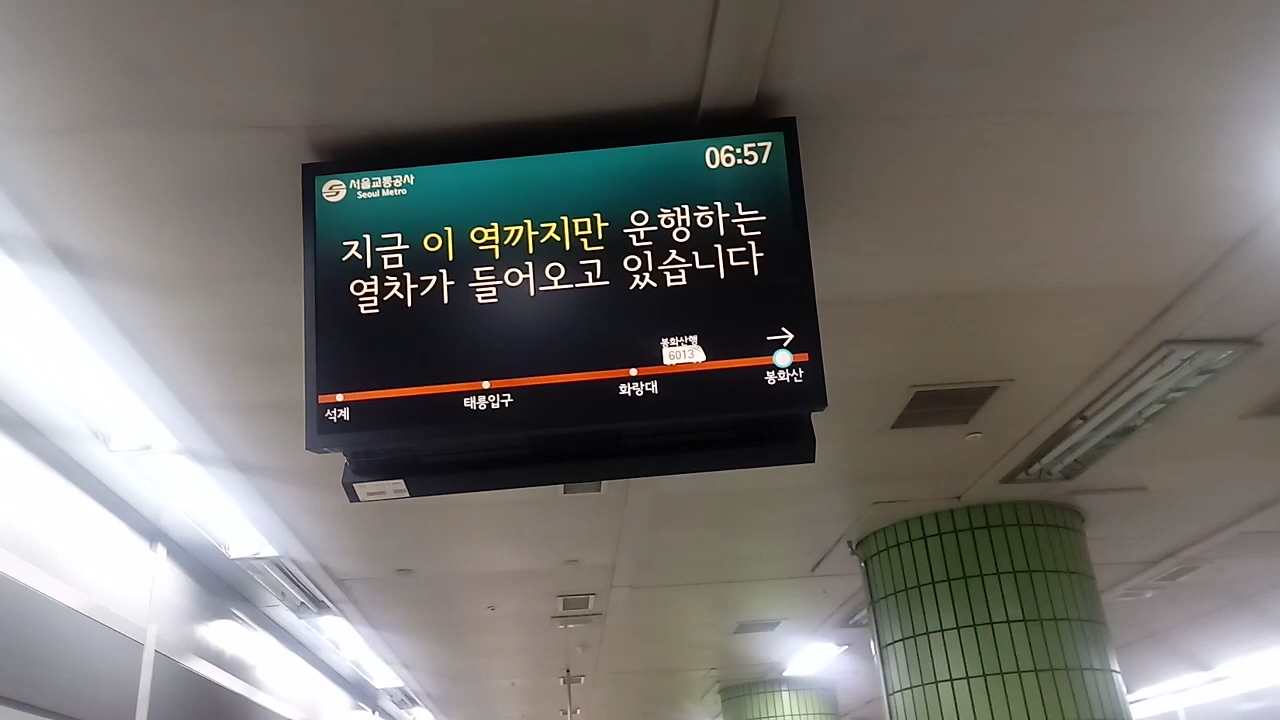 서울교통공사
Seoul Metro
06:57
지금 이 역까지만 운행하는
열차가 들어오고 있습니다
봉화산행
6013
석계
태릉입구
화랑대
봉화산